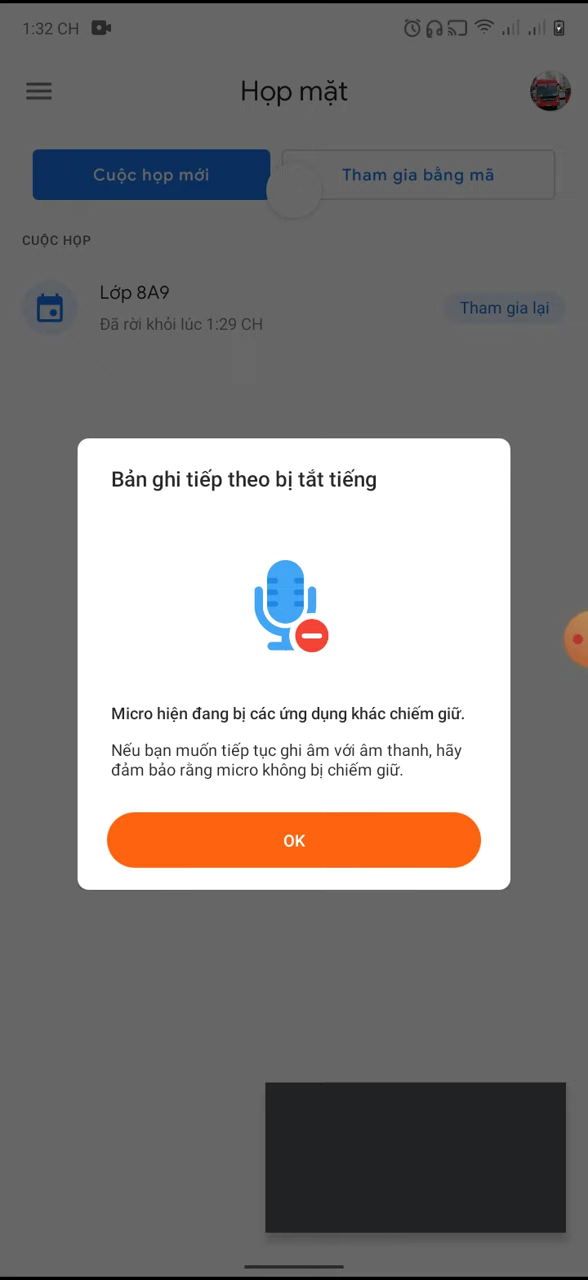 1:32 CH
Họp mặt
Cuộc họp mới
Tham gia bằng mã
CUỘC HỌP
Lớp 8A9
Đã rời khỏi lúc 1:29 CH
Tham gia lại
Bản ghi tiếp theo bị tắt tiếng
Micro hiện đang bị các ứng dụng khác chiếm giữ.
Nếu bạn muốn tiếp tục ghi âm với âm thanh, hãy
đảm bảo rằng micro không bị chiếm giữ.
OK